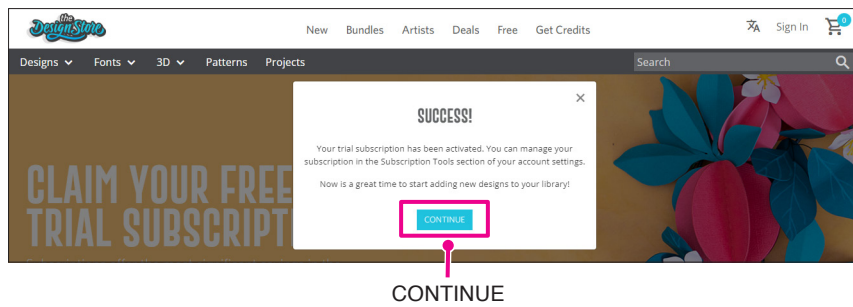 the
Design Store
New Bundles Artists Deals Free Get Credits
Sign In
0
Designs Fonts 3D Patterns Projects
Search
SUCCESS!
Your trial subscription has been activated. You can manage your
subscription in the Subscription Tools section of your account settings.
Now is a great time to start adding new designs to your library!
CONTINUE
CLAIM YOUR FREE
TRIAL SUBSCRIPT
CONTINUE